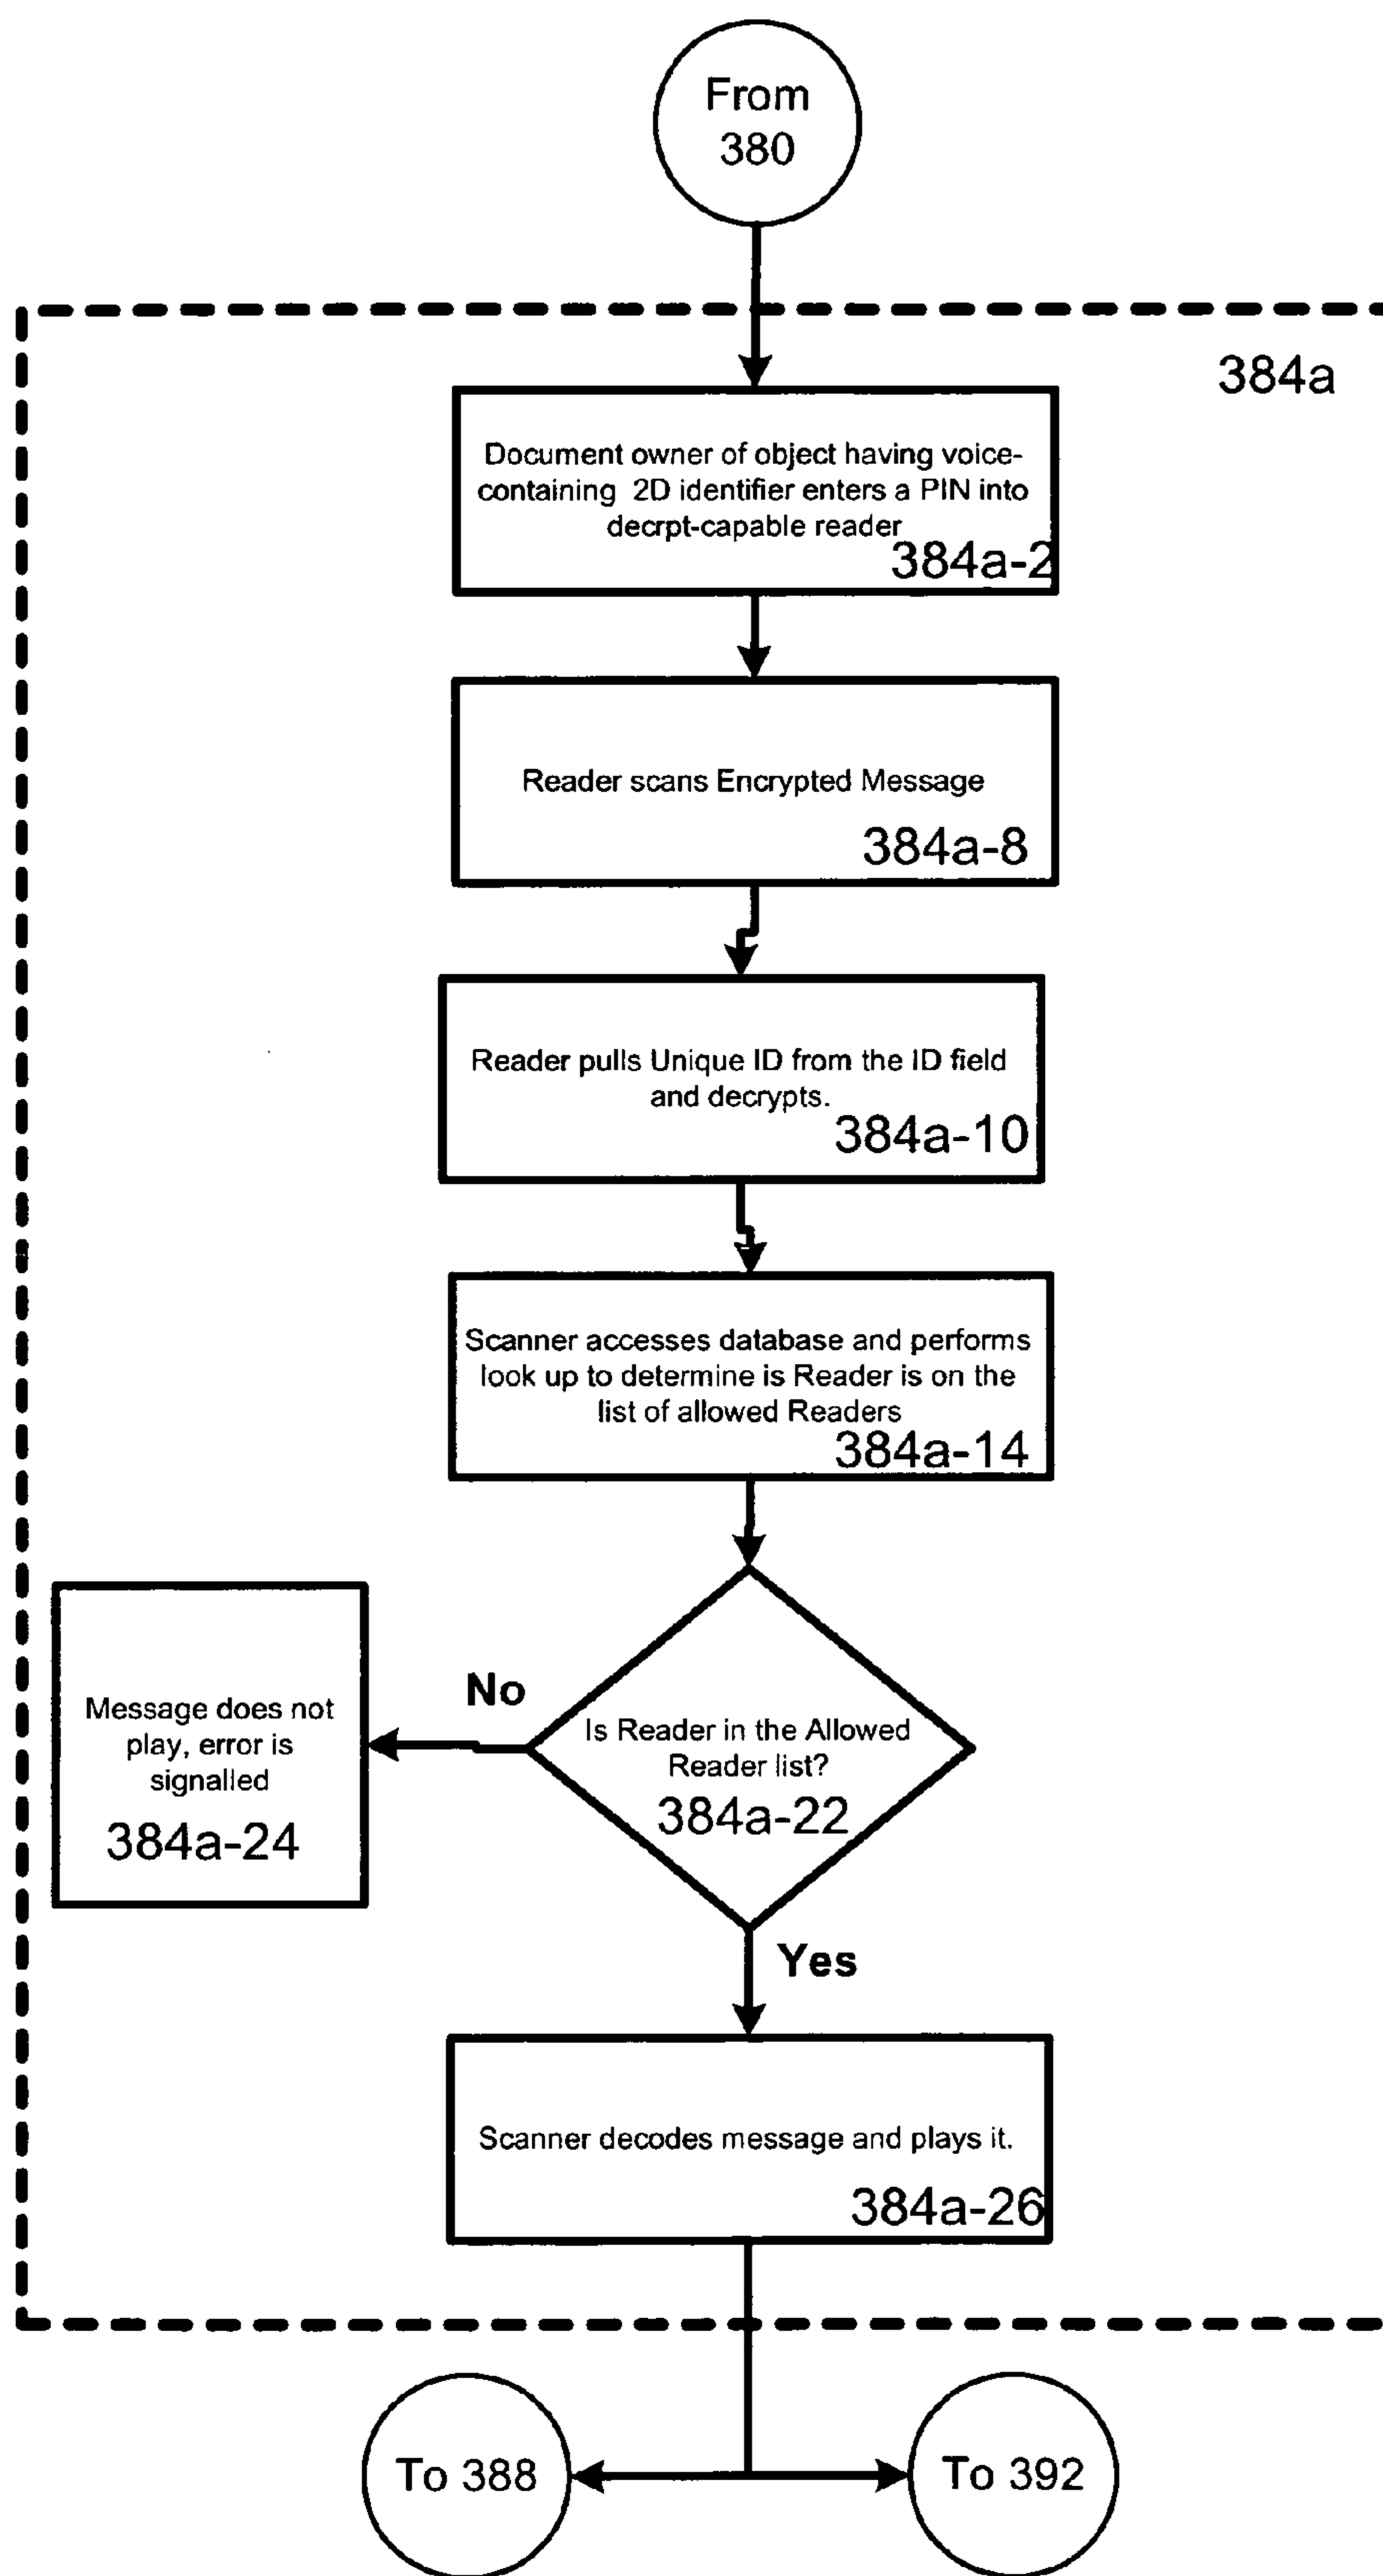 From
380
384a
Document owner of object having voice-
containing 2D identifier enters a PIN into
decrpt-capable reader
384a-2
Reader scans Encrypted Message
384a-8
Reader pulls Unique ID from the ID field
and decrypts.
384a-10
Scanner accesses database and performs
look up to determine is Reader is on the
list of allowed Readers
384a-14
No
Message does not
play, error is
signalled
384a-24
Is Reader in the Allowed
Reader list?
384a-22
Yes
Scanner decodes message and plays it.
384a-26
To 388
To 392